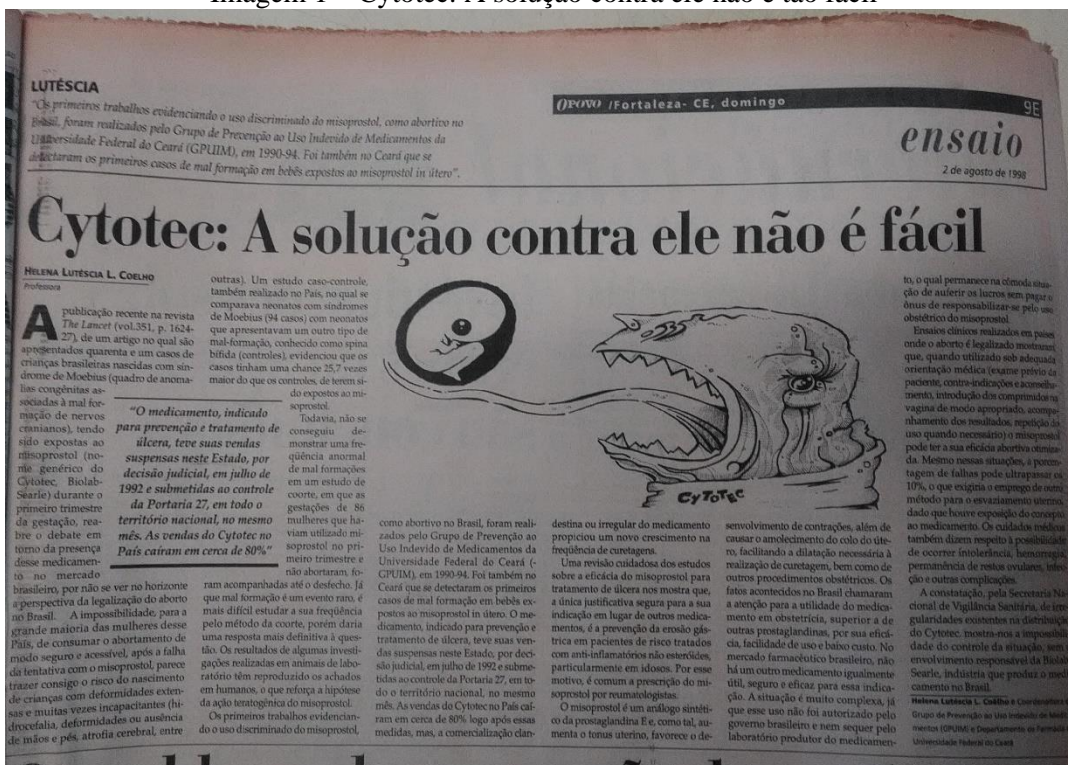 Imagem 1 – Cytotec: A solução contra ele não é tão fácil
LUTÉSCIA
"Os primeiros trabalhos evidenciando o uso discriminado do misoprostol, como abortivo no
Brasil, foram realizados pelo Grupo de Prevenção ao Uso Indevido de Medicamentos da
Universidade Federal do Ceará (GPUIM), em 1990-94. Foi também no Ceará que se
detectaram os primeiros casos de mal formação em bebês expostos ao misoprostol in útero".
O POVO /Fortaleza- CE, domingo
9E
ensaio
2 de agosto de 1998
Cytotec: A solução contra ele não é fácil
HELENA LUTÉSCIA L. COELHO
Professora
A publicação recente na revista
The Lancet (vol.351, p. 1624-
27), de um artigo no qual são
apresentados quarenta e um casos de
crianças brasileiras nascidas com sín-
drome de Moebius (quadro de anoma-
lias congênitas as-
sociadas à mal for-
mação de nervos
cranianos), tendo
sido expostas ao
misoprostol (no-
me genérico do
Cytotec, Biolab-
Searle) durante o
primeiro trimestre
da gestação, rea-
bre o debate em
torno da presença
desse medicamen-
to no mercado
brasileiro, por não se ver no horizonte
a perspectiva da legalização do aborto
no Brasil. A impossibilidade, para a
grande maioria das mulheres desse
País, de consumar o abortamento de
modo seguro e acessível, após a falha
da tentativa com o misoprostol, parece
trazer consigo o risco do nascimento
de crianças com deformidades exten-
sas e muitas vezes incapacitantes (hi-
drocefalia, deformidades ou ausência
de mãos e pés, atrofia cerebral, entre
outras). Um estudo caso-controle,
também realizado no País, no qual se
comparava neonatos com síndromes
de Moebius (94 casos) com neonatos
que apresentavam um outro tipo de
mal-formação, conhecido como spina
bífida (controles), evidenciou que os
casos tinham uma chance 25,7 vezes
maior do que os controles, de terem si-
do expostos ao mi-
soprostol.
Todavia, não se
conseguiu de-
monstrar uma fre-
qüência anormal
de mal formações
em um estudo de
coorte, em que as
gestações de 86
mulheres que ha-
viam utilizado mi-
soprostol no pri-
meiro trimestre e
não abortaram, fo-
ram acompanhadas até o desfecho. Já
que mal formação é um evento raro, é
mais difícil estudar a sua freqüência
pelo método da coorte, porém daria
uma resposta mais definitiva à ques-
tão. Os resultados de algumas investi-
gações realizadas em animais de labo-
ratório têm reproduzido os achados
em humanos, o que reforça a hipótese
da ação teratogênica do misoprostol.
Os primeiros trabalhos evidencian-
do o uso discriminado do misoprostol,
"O medicamento, indicado
para prevenção e tratamento de
úlcera, teve suas vendas
suspensas neste Estado, por
decisão judicial, em julho de
1992 e submetidas ao controle
da Portaria 27, em todo o
território nacional, no mesmo
mês. As vendas do Cytotec no
País caíram em cerca de 80%"
CYTOTEC
como abortivo no Brasil, foram reali-
zados pelo Grupo de Prevenção ao
Uso Indevido de Medicamentos da
Universidade Federal do Ceará (-
GPUIM), em 1990-94. Foi também no
Ceará que se detectaram os primeiros
casos de mal formação em bebês ex-
postos ao misoprostol in útero. O me-
dicamento, indicado para prevenção e
tratamento de úlcera, teve suas ven-
das suspensas neste Estado, por deci-
são judicial, em julho de 1992 e subme-
tidas ao controle da Portaria 27, em to-
do o território nacional, no mesmo
mês. As vendas do Cytotec no País caí-
ram em cerca de 80% logo após essas
medidas, mas, a comercialização clan-
destina ou irregular do medicamento
propiciou um novo crescimento na
freqüência de curetagens.
Uma revisão cuidadosa dos estudos
sobre a eficácia do misoprostol para
tratamento de úlcera nos mostra que,
a única justificativa segura para a sua
indicação em lugar de outros medica-
mentos, é a prevenção da erosão gás-
trica em pacientes de risco tratados
com anti-inflamatórios não esteróides,
particularmente em idosos. Por esse
motivo, é comum a prescrição do mi-
soprostol por reumatologistas.
O misoprostol é um análogo sintéti-
co da prostaglandina E e, como tal, au-
menta o tonus uterino, favorece o de-
senvolvimento de contrações, além de
causar o amolecimento do colo do úte-
ro, facilitando a dilatação necessária à
realização de curetagem, bem como de
outros procedimentos obstétricos. Os
fatos acontecidos no Brasil chamaram
a atenção para a utilidade do medica-
mento em obstetrícia, superior a de
outras prostaglandinas, por sua eficá-
cia, facilidade de uso e baixo custo. No
mercado farmacêutico brasileiro, não
há um outro medicamento igualmente
útil, seguro e eficaz para essa indica-
ção. A situação é muito complexa, já
que esse uso não foi autorizado pelo
governo brasileiro e nem sequer pelo
laboratório produtor do medicamen-
to, o qual permanece na cômoda situa-
ção de auferir os lucros sem pagar o
ônus de responsabilizar-se pelo uso
obstétrico do misoprostol.
Ensaios clínicos realizados em países
onde o aborto é legalizado mostraram
que, quando utilizado sob adequada
orientação médica (exame prévio da
paciente, contra-indicações e aconselha-
mento, introdução dos comprimidos na
vagina de modo apropriado, acompa-
nhamento dos resultados, repetição do
uso quando necessário) o misoprostol
pode ter a sua eficácia abortiva otimiza-
da. Mesmo nessas situações, a porcen-
tagem de falhas pode ultrapassar os
10%, o que exigiria o emprego de outro
método para o esvaziamento uterino,
dado que houve exposição do concepto
ao medicamento. Os cuidados médicos
também dizem respeito à possibilidade
de ocorrer intolerância, hemorragia,
permanência de restos ovulares, infec-
ção e outras complicações.
A constatação, pela Secretaria Na-
cional de Vigilância Sanitária, de irre-
gularidades existentes na distribuição
do Cytotec, mostra-nos a impossibili-
dade do controle da situação, sem o
envolvimento responsável da Biolab
Searle, indústria que produz o medi-
camento no Brasil.
Helena Lutéscia L. Coelho é Coordenadora do
Grupo de Prevenção ao Uso Indevido de Medica-
mentos (GPUIM) e Departamento de Farmácia
Universidade Federal do Ceará